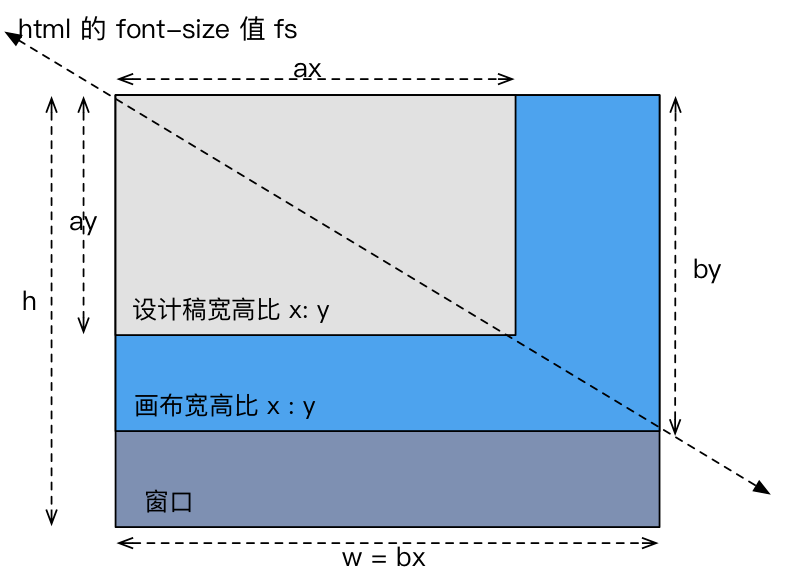 html 的 font-size 值 fs
ax
ay
h
by
设计稿宽高比 x: y
画布宽高比 x : y
窗口
w = bx